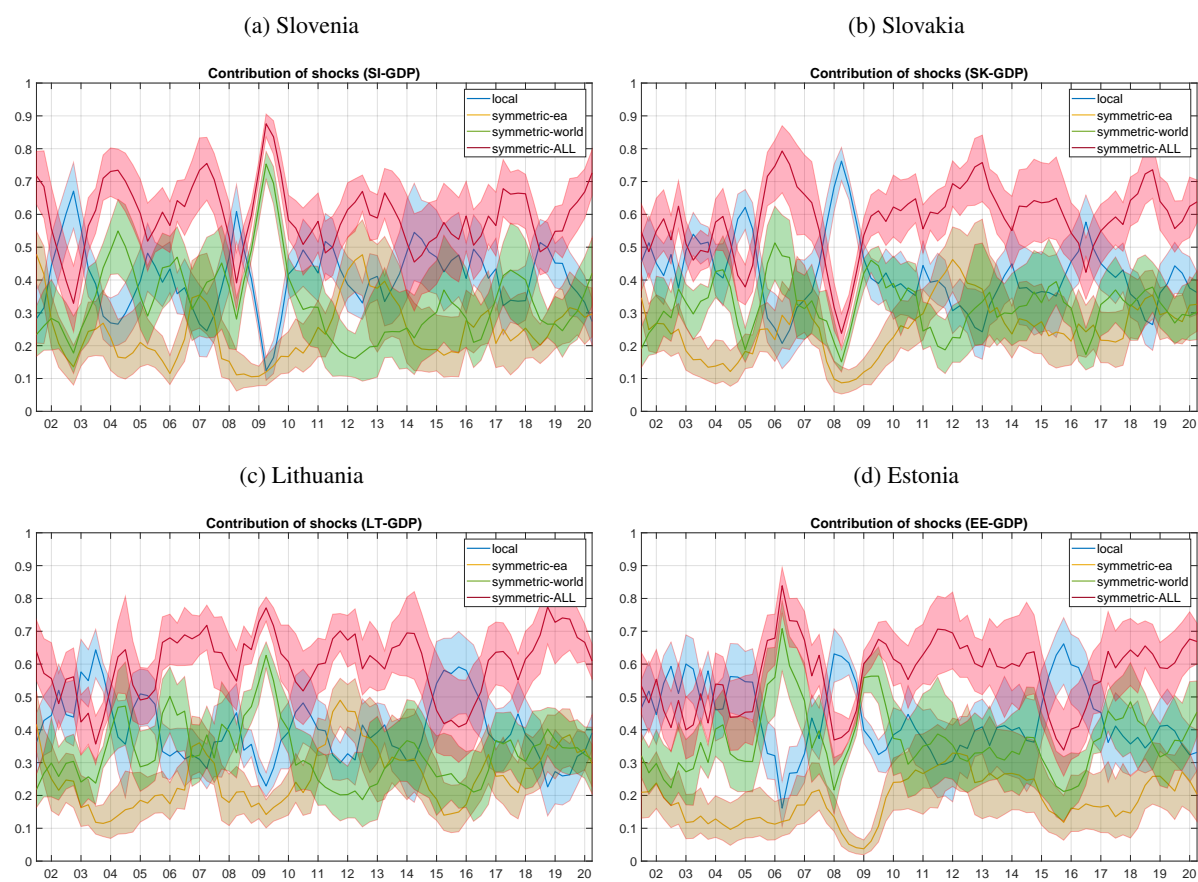 (a) Slovenia
Contribution of shocks (SI-GDP)
1
0.9
0.8
0.7
0.6
0.5
0.4
0.3
0.2
0.1
0
local
symmetric-ea
symmetric-world
symmetric-ALL
02 03 04 05 06 07 08 09 10 11 12 13 14 15 16 17 18 19 20
(b) Slovakia
Contribution of shocks (SK-GDP)
1
0.9
0.8
0.7
0.6
0.5
0.4
0.3
0.2
0.1
0
local
symmetric-ea
symmetric-world
symmetric-ALL
02 03 04 05 06 07 08 09 10 11 12 13 14 15 16 17 18 19 20
(c) Lithuania
Contribution of shocks (LT-GDP)
1
0.9
0.8
0.7
0.6
0.5
0.4
0.3
0.2
0.1
0
local
symmetric-ea
symmetric-world
symmetric-ALL
02 03 04 05 06 07 08 09 10 11 12 13 14 15 16 17 18 19 20
(d) Estonia
Contribution of shocks (EE-GDP)
1
0.9
0.8
0.7
0.6
0.5
0.4
0.3
0.2
0.1
0
local
symmetric-ea
symmetric-world
symmetric-ALL
02 03 04 05 06 07 08 09 10 11 12 13 14 15 16 17 18 19 20